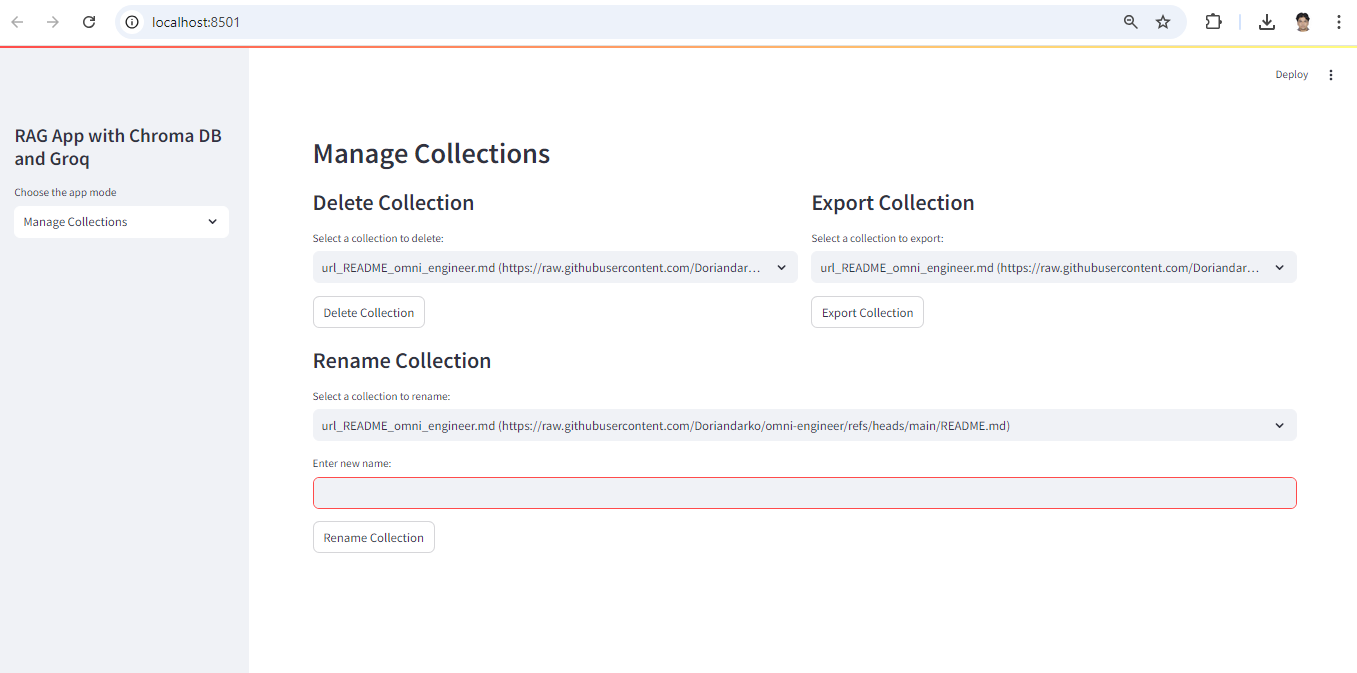 localhost:8501
Deploy
RAG App with Chroma DB
and Groq
Choose the app mode
Manage Collections
Manage Collections
Delete Collection
Select a collection to delete:
url_README_omni_engineer.md (https://raw.githubusercontent.com/Doriandar…
Delete Collection
Export Collection
Select a collection to export:
url_README_omni_engineer.md (https://raw.githubusercontent.com/Doriandar…
Export Collection
Rename Collection
Select a collection to rename:
url_README_omni_engineer.md (https://raw.githubusercontent.com/Doriandarko/omni-engineer/refs/heads/main/README.md)
Enter new name:
Rename Collection